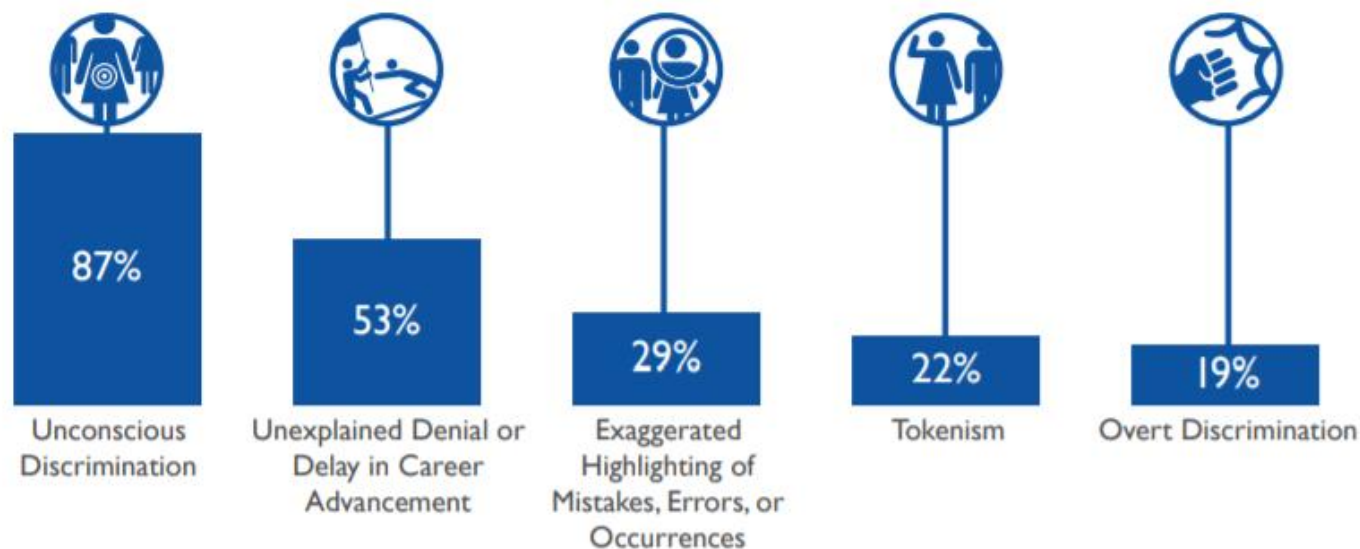 87%
53%
29%
22%
19%
Unconscious
Discrimination
Unexplained Denial or
Delay in Career
Advancement
Exaggerated
Highlighting of
Mistakes, Errors, or
Occurrences
Tokenism
Overt Discrimination